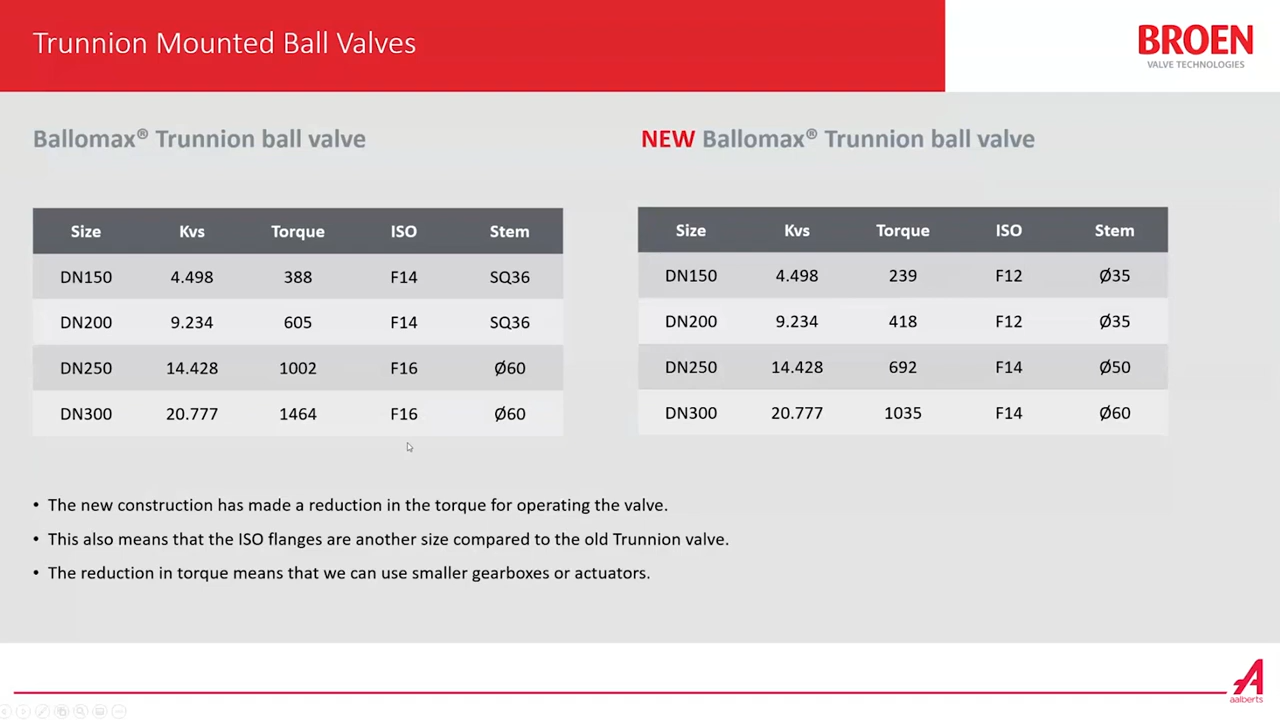 Trunnion Mounted Ball Valves
BROEN
VALVE TECHNOLOGIES
Ballomax® Trunnion ball valve
Size Kvs Torque ISO Stem
DN150 4.498 388 F14 SQ36
DN200 9.234 605 F14 SQ36
DN250 14.428 1002 F16 Ø60
DN300 20.777 1464 F16 Ø60
NEW Ballomax® Trunnion ball valve
Size Kvs Torque ISO Stem
DN150 4.498 239 F12 Ø35
DN200 9.234 418 F12 Ø35
DN250 14.428 692 F14 Ø50
DN300 20.777 1035 F14 Ø60
• The new construction has made a reduction in the torque for operating the valve.
• This also means that the ISO flanges are another size compared to the old Trunnion valve.
• The reduction in torque means that we can use smaller gearboxes or actuators.
aalberts